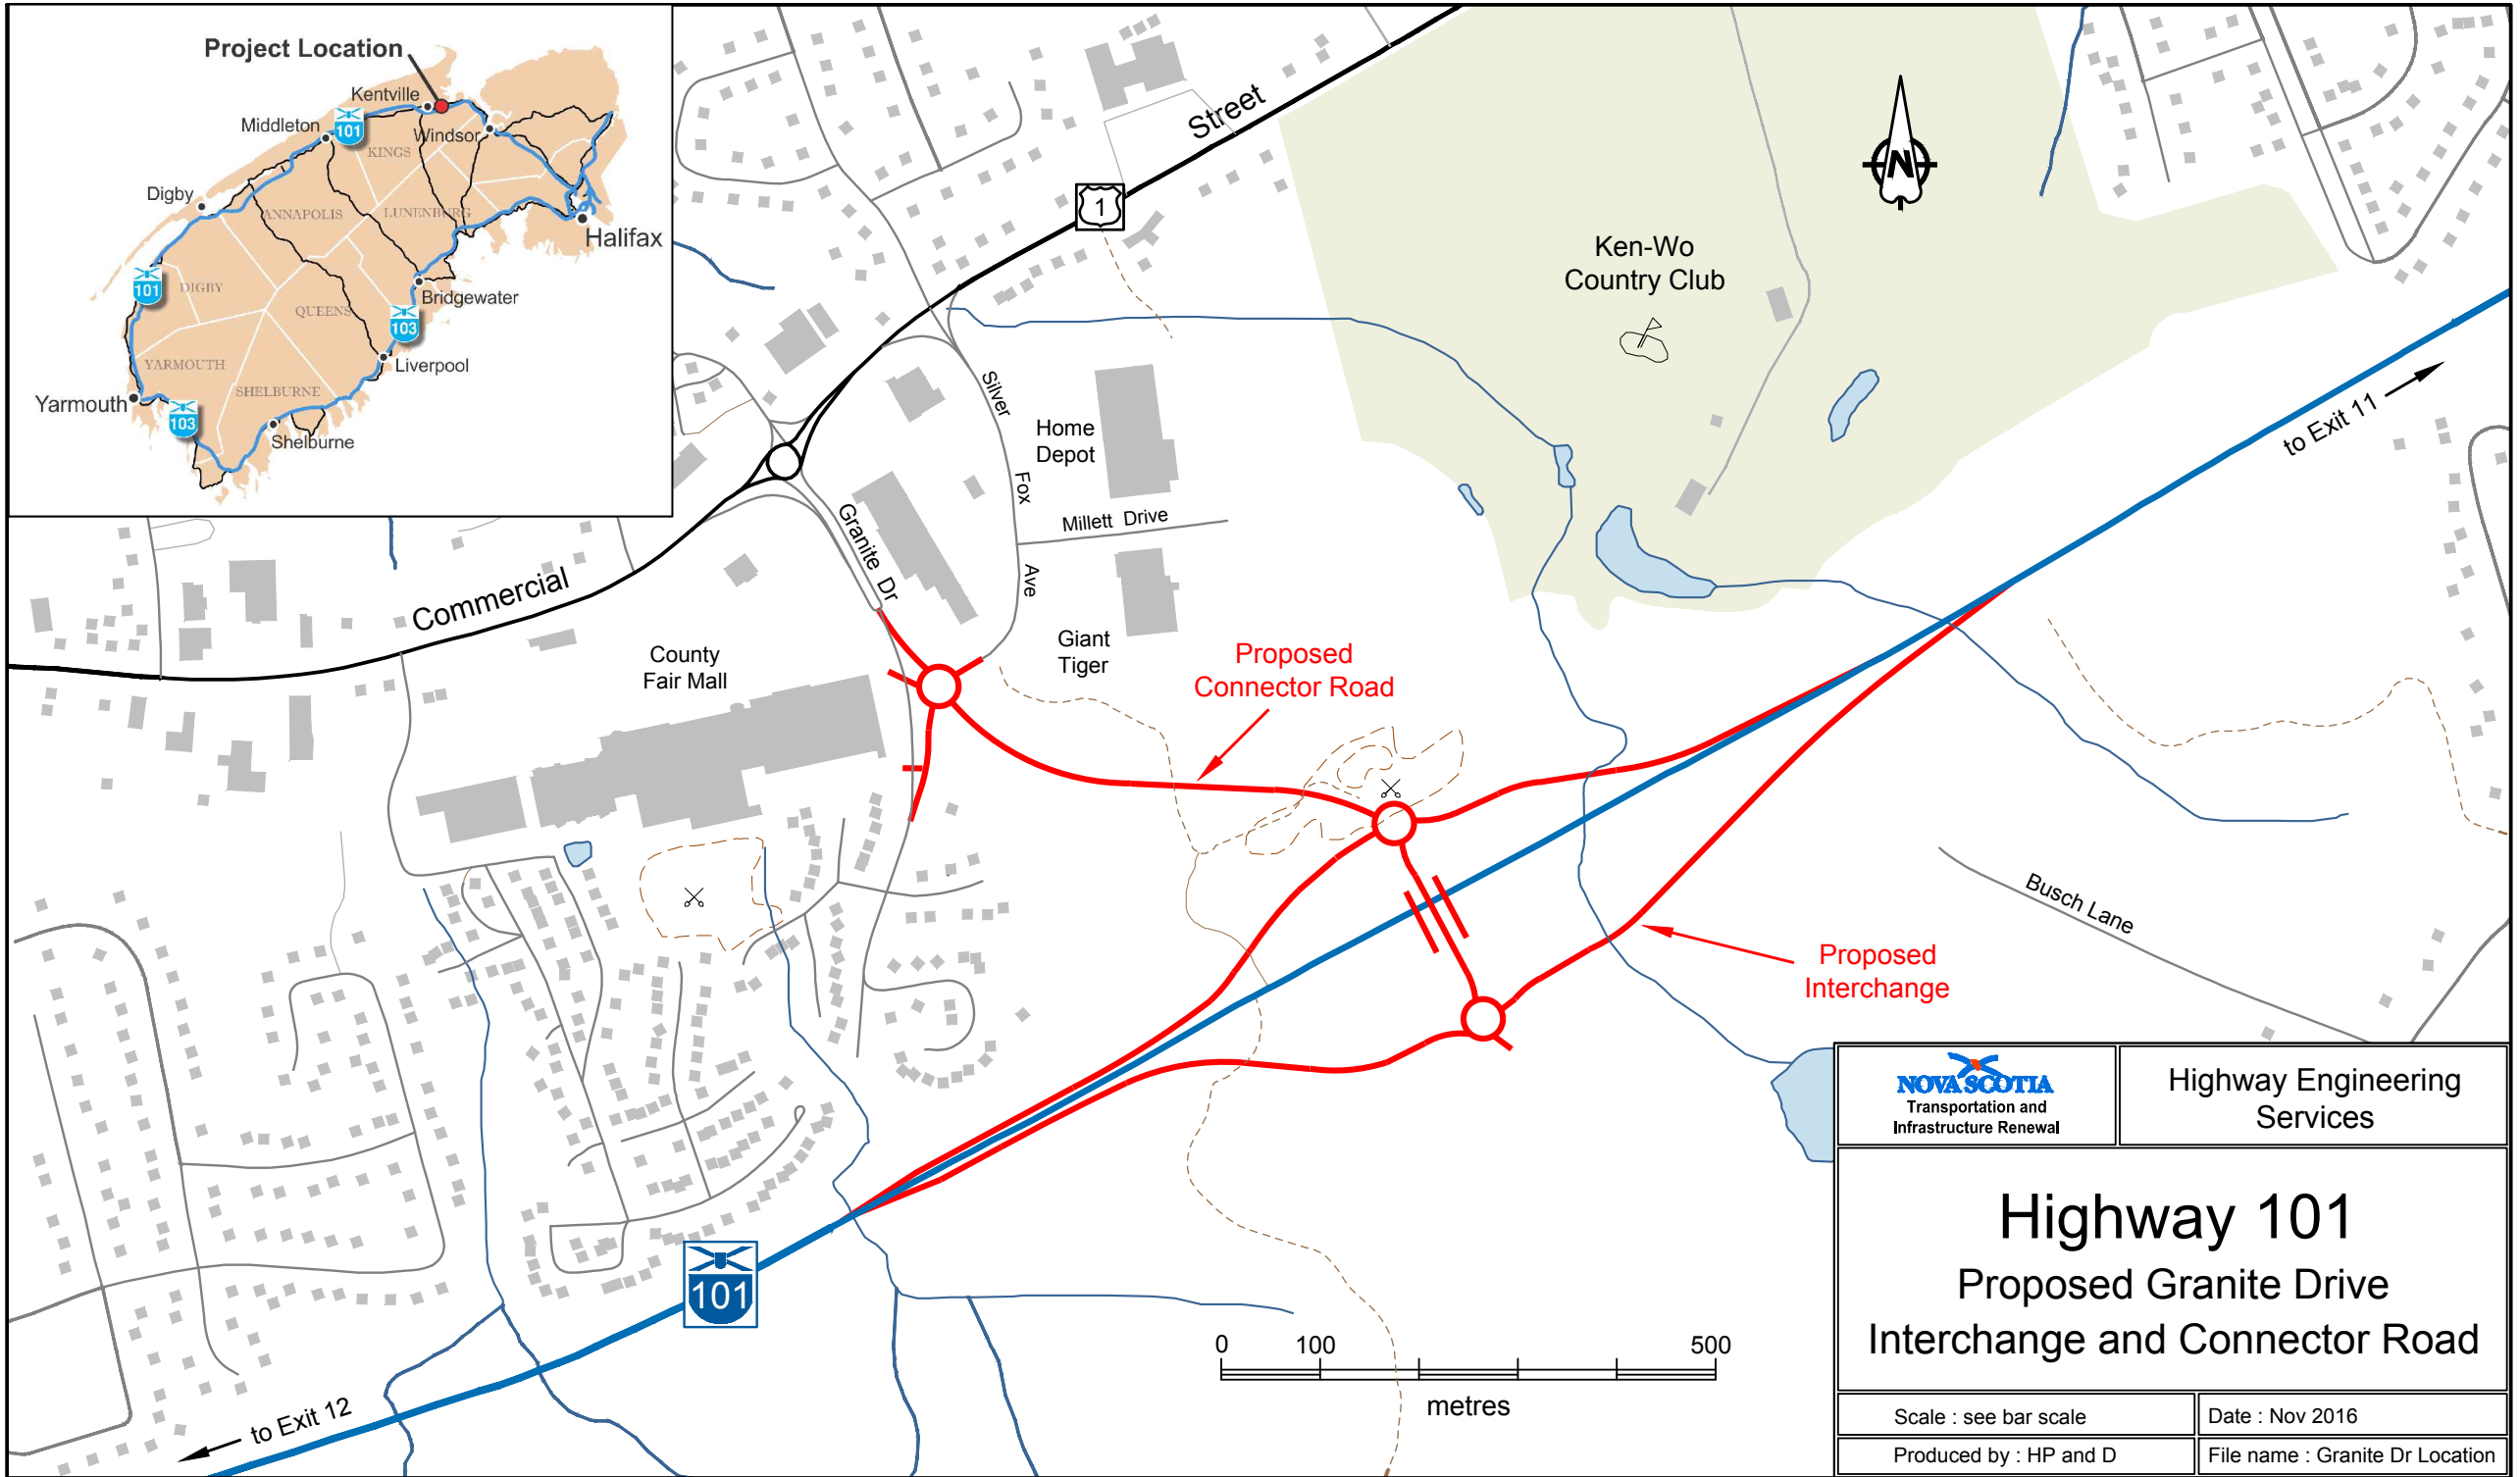 Project Location
Kentville
Middleton
101
Windsor
KINGS
Digby
ANNAPOLIS
LUNENBURG
Halifax
101
DIGBY
Bridgewater
QUEENS
103
YARMOUTH
Liverpool
SHELBURNE
Yarmouth
103
Shelburne
Street
1
N
Ken-Wo
Country Club
to Exit 11
Silver
Fox
Ave
Home
Depot
Millett Drive
Granite Dr
Commercial
County
Fair Mall
Giant
Tiger
Proposed
Connector Road
Busch Lane
Proposed
Interchange
101
to Exit 12
0 100 500
metres
NOVA SCOTIA
Transportation and
Infrastructure Renewal
Highway Engineering
Services
Highway 101
Proposed Granite Drive
Interchange and Connector Road
Scale : see bar scale
Date : Nov 2016
Produced by : HP and D
File name : Granite Dr Location